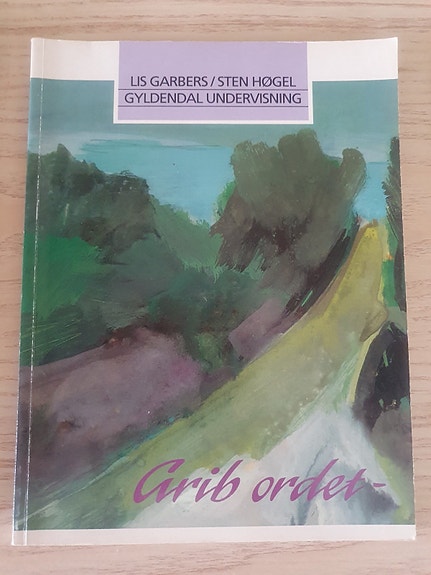 LIS GARBERS / STEN HØGEL
GYLDENDAL UNDERVISNING
Grib ordet -